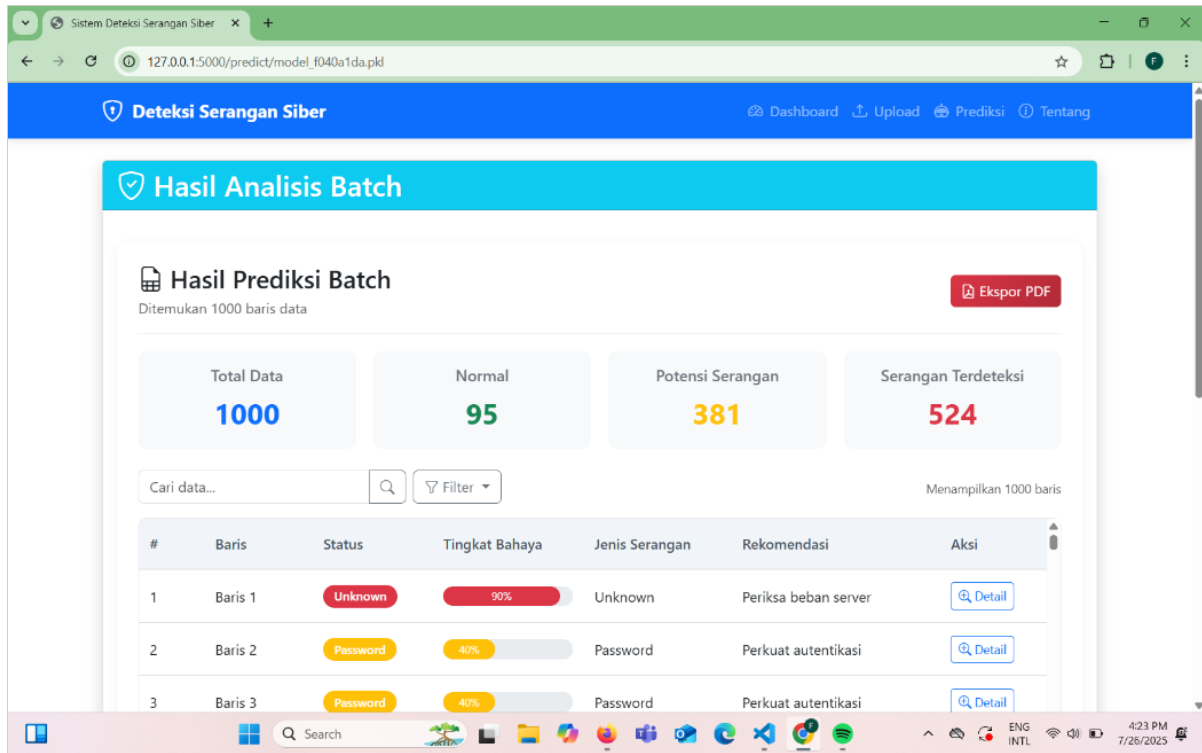 Sistem Deteksi Serangan Siber
127.0.0.1:5000/predict/model_f040a1da.pkl
F
Deteksi Serangan Siber
Dashboard Upload Prediksi Tentang
Hasil Analisis Batch
Hasil Prediksi Batch
Ekspor PDF
Ditemukan 1000 baris data
Total Data Normal Potensi Serangan Serangan Terdeteksi
1000 95 381 524
Cari data... Filter Menampilkan 1000 baris
# Baris Status Tingkat Bahaya Jenis Serangan Rekomendasi Aksi
1 Baris 1 Unknown 90% Unknown Periksa beban server Detail
2 Baris 2 Password 40% Password Perkuat autentikasi Detail
3 Baris 3 Password 40% Password Perkuat autentikasi Detail
Search
ENG
INTL
4:23 PM
7/26/2025